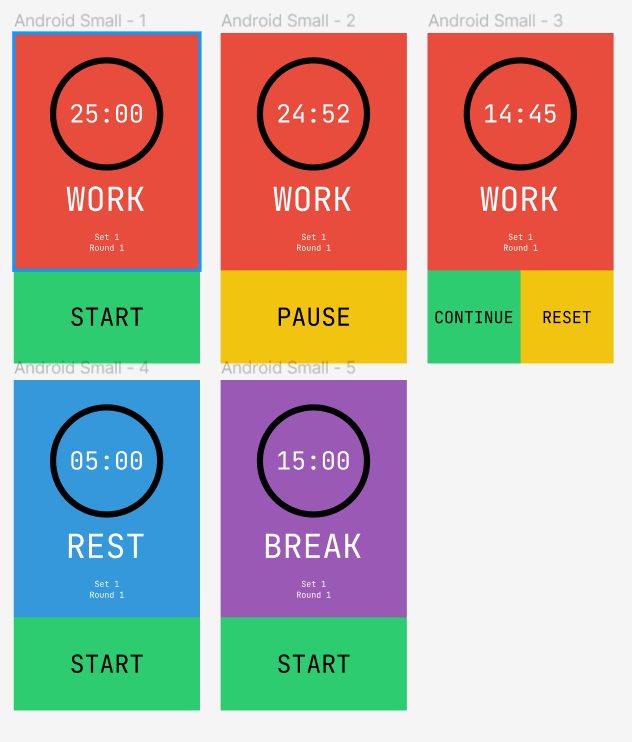 Android Small - 1
25:00
WORK
Set 1
Round 1
START
Android Small - 2
24:52
WORK
Set 1
Round 1
PAUSE
Android Small - 3
14:45
WORK
Set 1
Round 1
CONTINUE
RESET
Android Small - 4
05:00
REST
Set 1
Round 1
START
Android Small - 5
15:00
BREAK
Set 1
Round 1
START